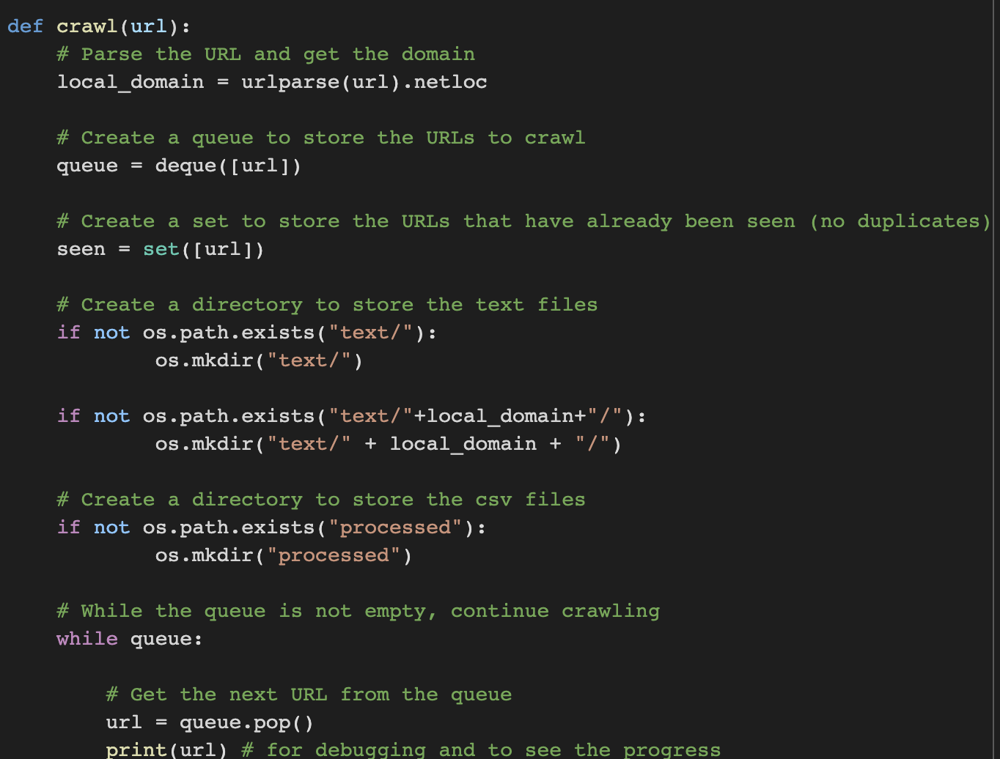 def crawl(url):
    # Parse the URL and get the domain
    local_domain = urlparse(url).netloc

    # Create a queue to store the URLs to crawl
    queue = deque([url])

    # Create a set to store the URLs that have already been seen (no duplicates)
    seen = set([url])

    # Create a directory to store the text files
    if not os.path.exists("text/"):
            os.mkdir("text/")

    if not os.path.exists("text/"+local_domain+"/"):
            os.mkdir("text/" + local_domain + "/")

    # Create a directory to store the csv files
    if not os.path.exists("processed"):
            os.mkdir("processed")

    # While the queue is not empty, continue crawling
    while queue:

        # Get the next URL from the queue
        url = queue.pop()
        print(url) # for debugging and to see the progress